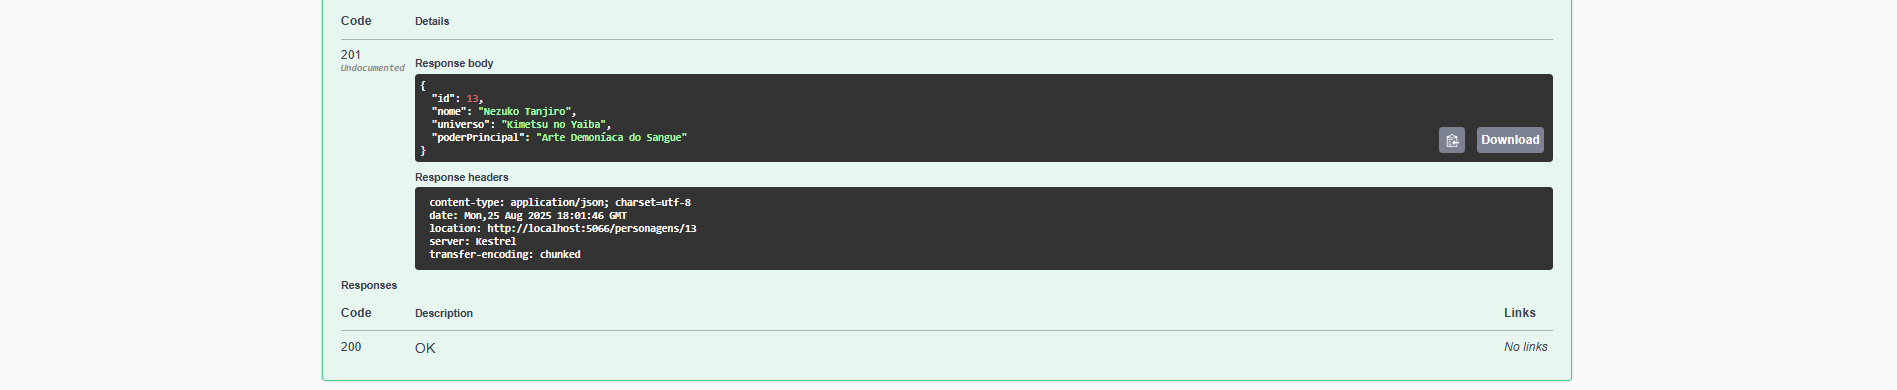 Code Details
201
Undocumented
Response body
{
"id": 13,
"nome": "Nezuko Tanjiro",
"universo": "Kimetsu no Yaiba",
"poderPrincipal": "Arte Demoníaca do Sangue"
}
Download
Response headers
content-type: application/json; charset=utf-8
date: Mon,25 Aug 2025 18:01:46 GMT
location: http://localhost:5066/personagens/13
server: Kestrel
transfer-encoding: chunked
Responses
Code Description Links
200 OK No links